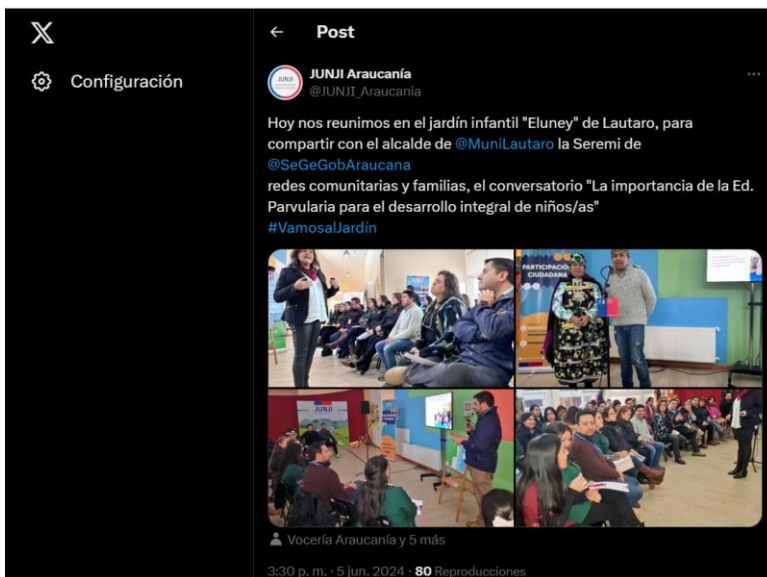 Post
Configuración
JUNJI Araucanía
@JUNJI_Araucania
Hoy nos reunimos en el jardín infantil "Eluney" de Lautaro, para
compartir con el alcalde de @MuniLautaro la Seremi de
@SeGeGobAraucana
redes comunitarias y familias, el conversatorio "La importancia de la Ed.
Parvularia para el desarrollo integral de niños/as"
#VamosalJardín
PARTICIPACIÓ
CIUDADANA
JUNJI
Vocería Araucanía y 5 más
3:30 p. m. · 5 jun. 2024 · 80 Reproducciones